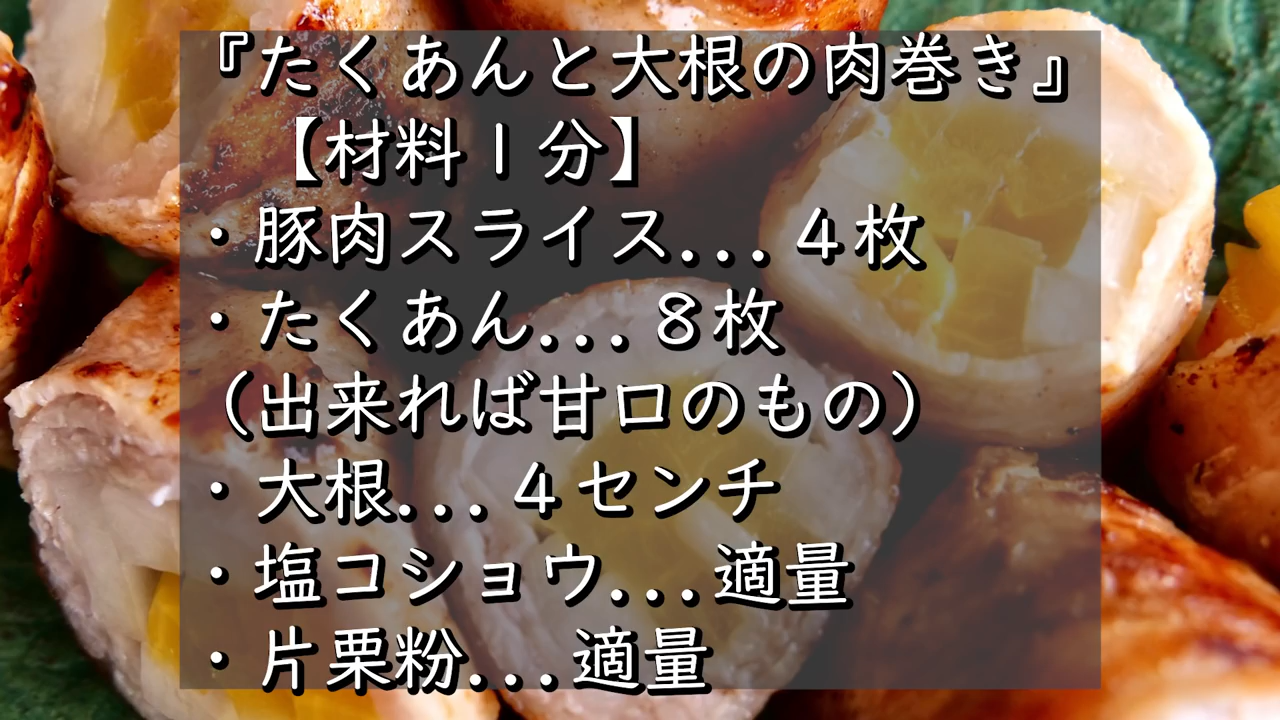 『たくあんと大根の肉巻き』
【材料1分】
・豚肉スライス...4枚
・たくあん...8枚
（出来れば甘口のもの）
・大根...4センチ
・塩コショウ...適量
・片栗粉...適量